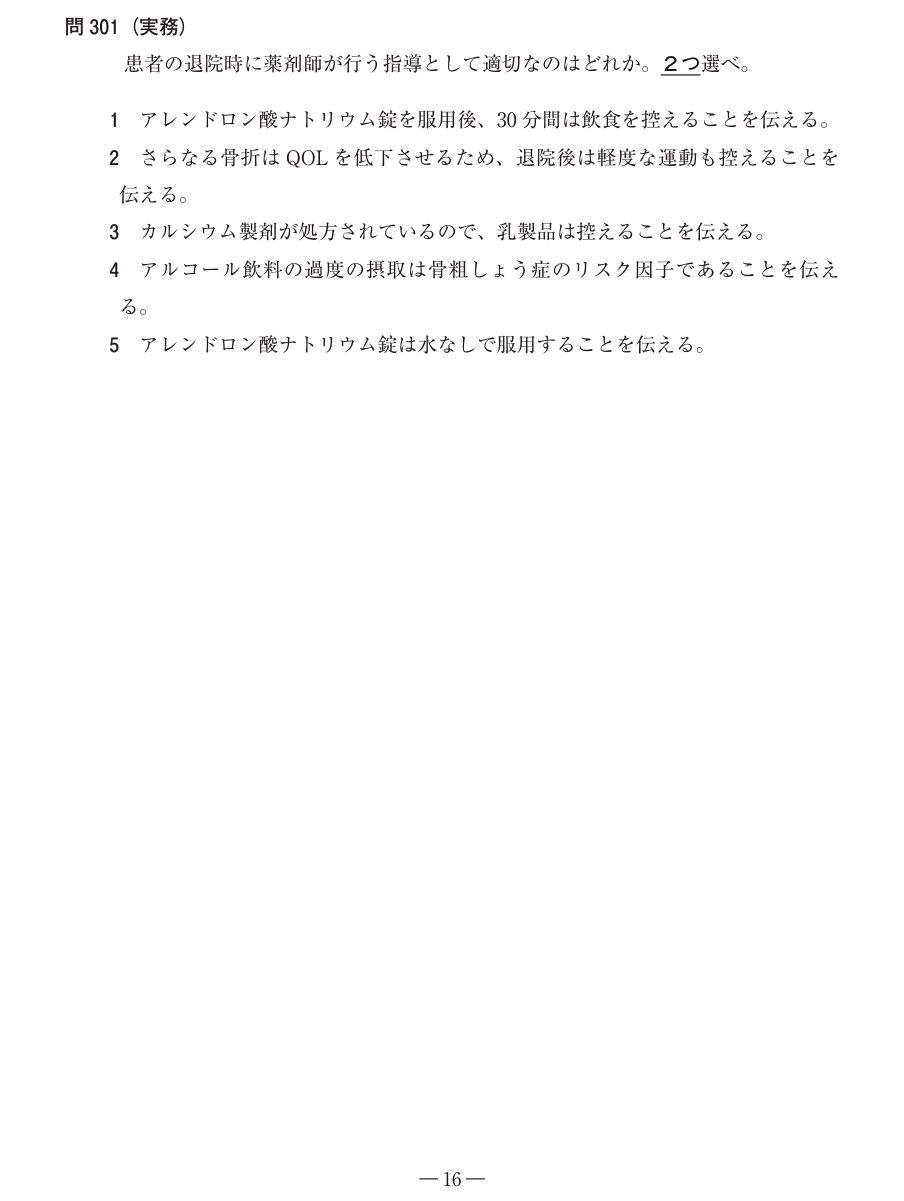 問 301（実務）
患者の退院時に薬剤師が行う指導として適切なのはどれか。２つ選べ。
1　アレンドロン酸ナトリウム錠を服用後、30 分間は飲食を控えることを伝える。
2　さらなる骨折は QOL を低下させるため、退院後は軽度な運動も控えることを
伝える。
3　カルシウム製剤が処方されているので、乳製品は控えることを伝える。
4　アルコール飲料の過度の摂取は骨粗しょう症のリスク因子であることを伝え
る。
5　アレンドロン酸ナトリウム錠は水なしで服用することを伝える。
― 16 ―